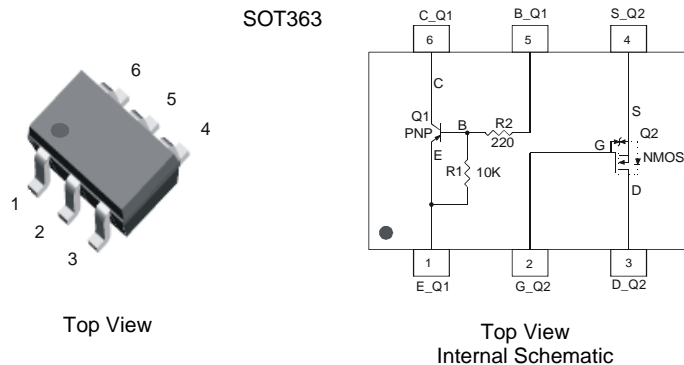 SOT363
6
5
4
1
2
3
Top View
C_Q1 B_Q1 S_Q2
6 5 4
C
S
Q1
PNP
B
R2
220
Q2
G
NMOS
E
R1 10K
D
1 2 3
E_Q1 G_Q2 D_Q2
Top View
Internal Schematic